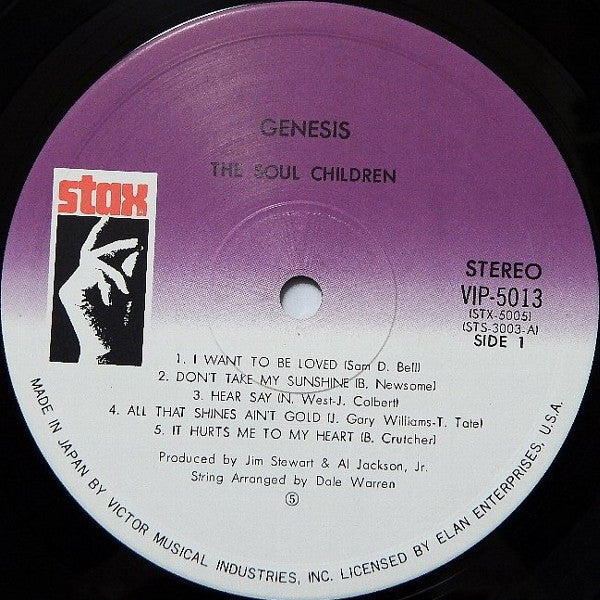 GENESIS
THE SOUL CHILDREN
stax
STEREO
VIP-5013
(STX-5005)
(STS-3003-A)
SIDE 1
1. I WANT TO BE LOVED (Sam D. Bell)
2. DON'T TAKE MY SUNSHINE (B. Newsome)
3. HEAR SAY (N. West-J. Colbert)
4. ALL THAT SHINES AIN'T GOLD (J. Gary Williams-T. Tate)
5. IT HURTS ME TO MY HEART (B. Crutcher)
Produced by Jim Stewart & Al Jackson, Jr.
String Arranged by Dale Warren
⑤
MADE IN JAPAN BY VICTOR MUSICAL INDUSTRIES, INC. LICENSED BY ELAN ENTERPRISES, U.S.A.